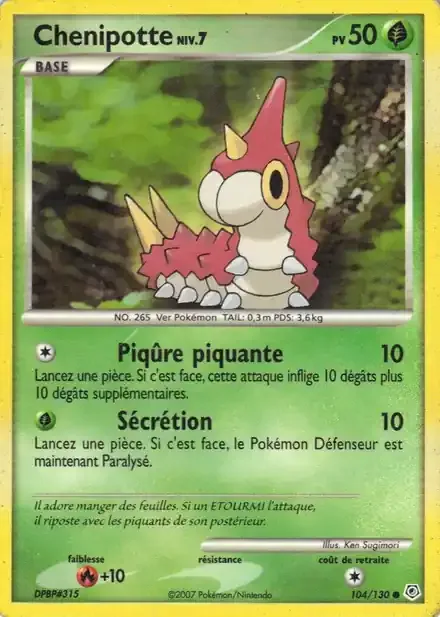 Chenipotte NIV.7 PV 50
BASE
NO. 265 Ver Pokémon TAIL: 0,3 m PDS: 3,6 kg
Piqûre piquante 10
Lancez une pièce. Si c'est face, cette attaque inflige 10 dégâts plus
10 dégâts supplémentaires.
Sécrétion 10
Lancez une pièce. Si c'est face, le Pokémon Défenseur est
maintenant Paralysé.
Il adore manger des feuilles. Si un ETOURMI l'attaque,
il riposte avec les piquants de son postérieur.
Illus. Ken Sugimori
faiblesse résistance coût de retraite
+10
DPBP#315 ©2007 Pokémon/Nintendo 104/130